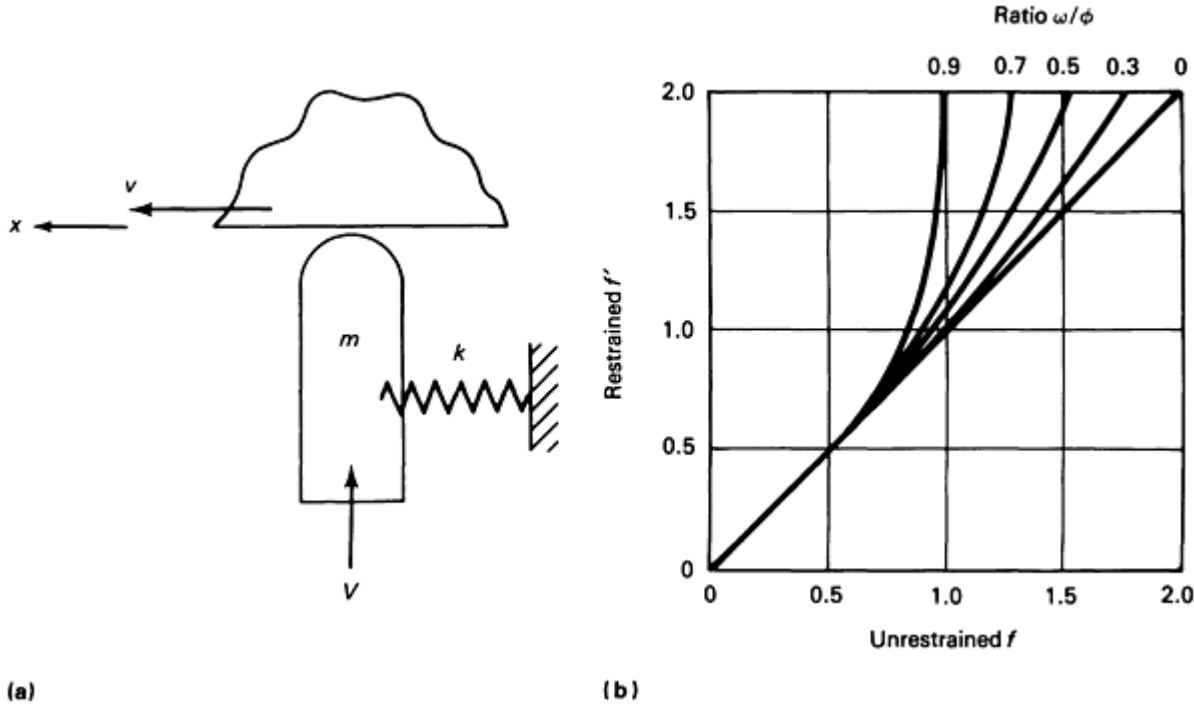 v
x
m
k
V
(a)
Ratio ω/ϕ
0.9 0.7 0.5 0.3 0
2.0
1.5
1.0
0.5
0
Restrained f′
0 0.5 1.0 1.5 2.0
Unrestrained f
(b)